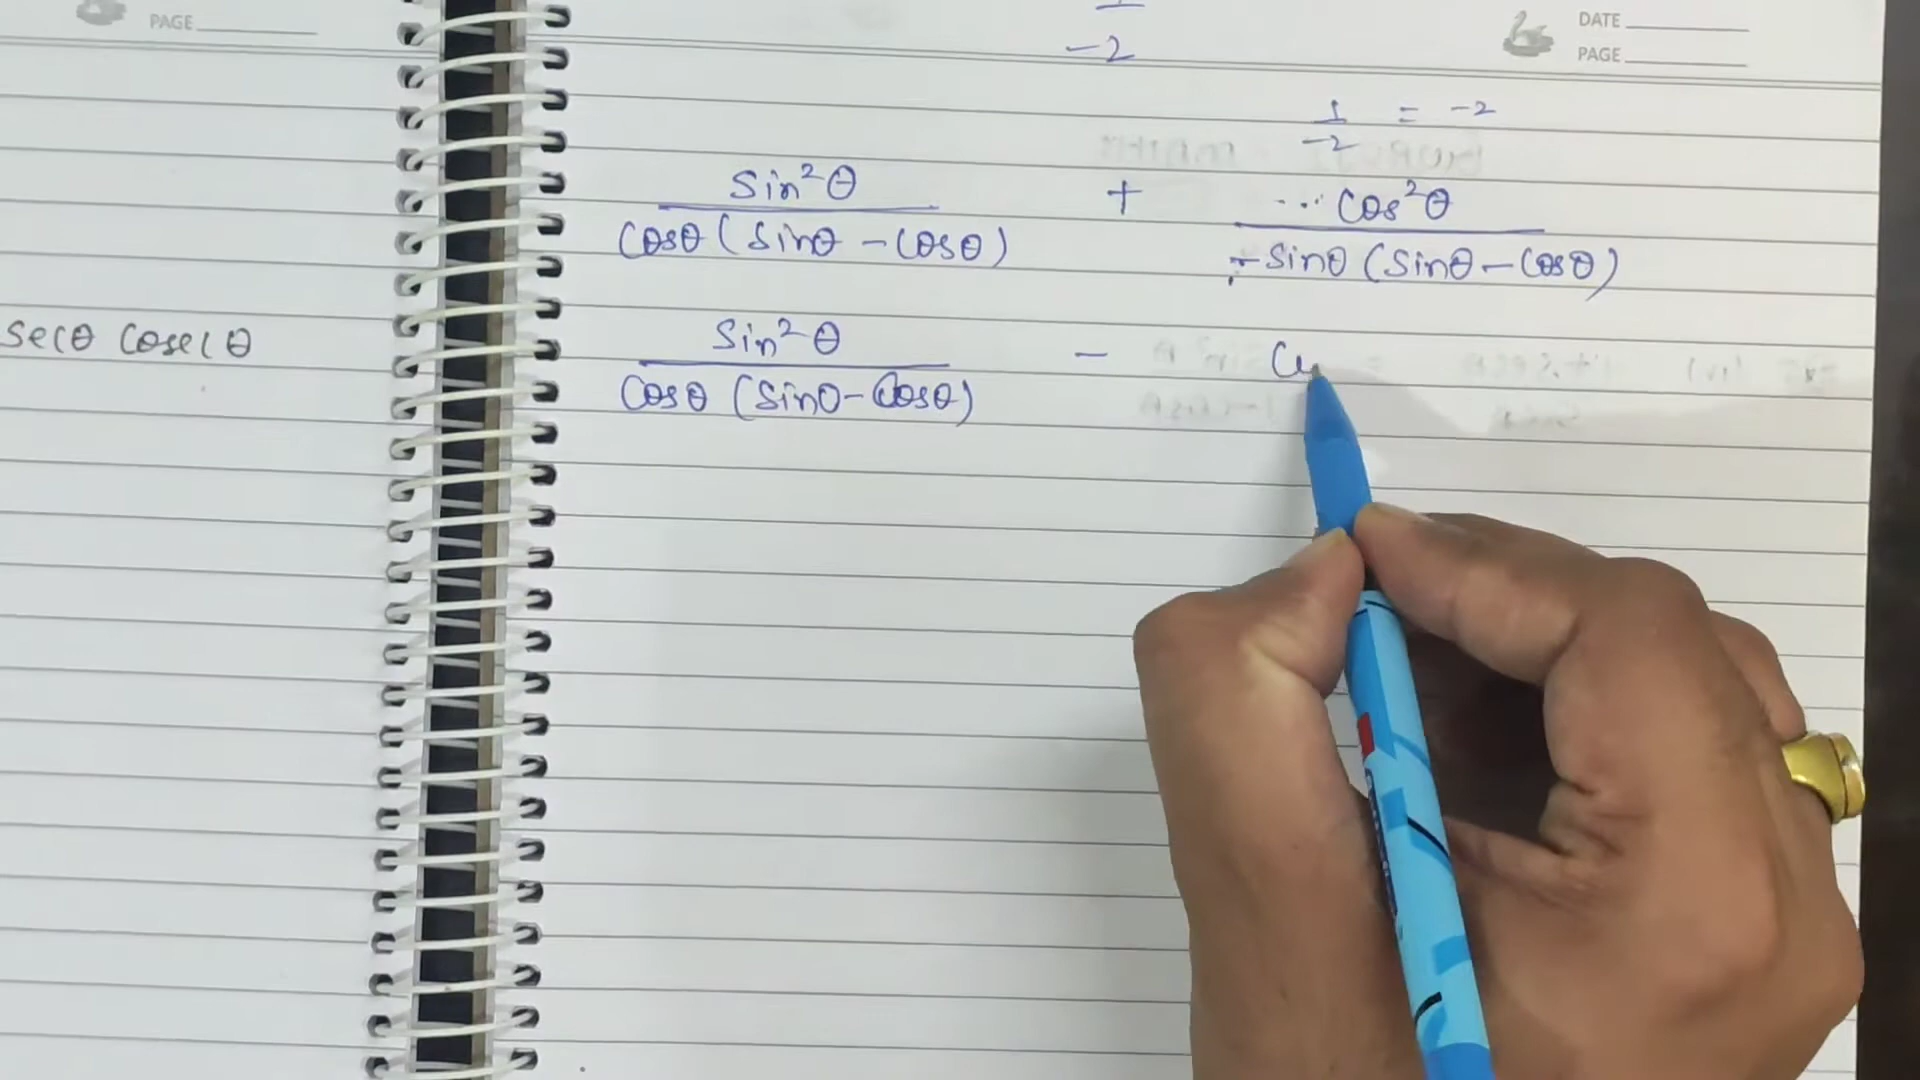 PAGE
secθ cosecθ
DATE
PAGE
-2
1/-2 = -2
Sin²θ/Cosθ(Sinθ - Cosθ) + Cos²θ/-Sinθ(Sinθ - Cosθ)
Sin²θ/Cosθ(Sinθ - Cosθ) -